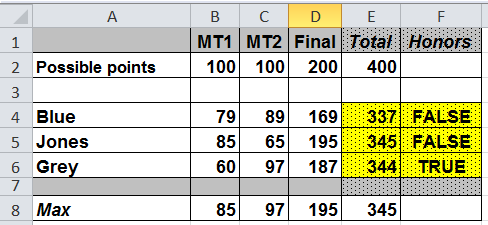 A B C D E F
1 MT1 MT2 Final Total Honors
2 Possible points 100 100 200 400
3
4 Blue 79 89 169 337 FALSE
5 Jones 85 65 195 345 FALSE
6 Grey 60 97 187 344 TRUE
7
8 Max 85 97 195 345